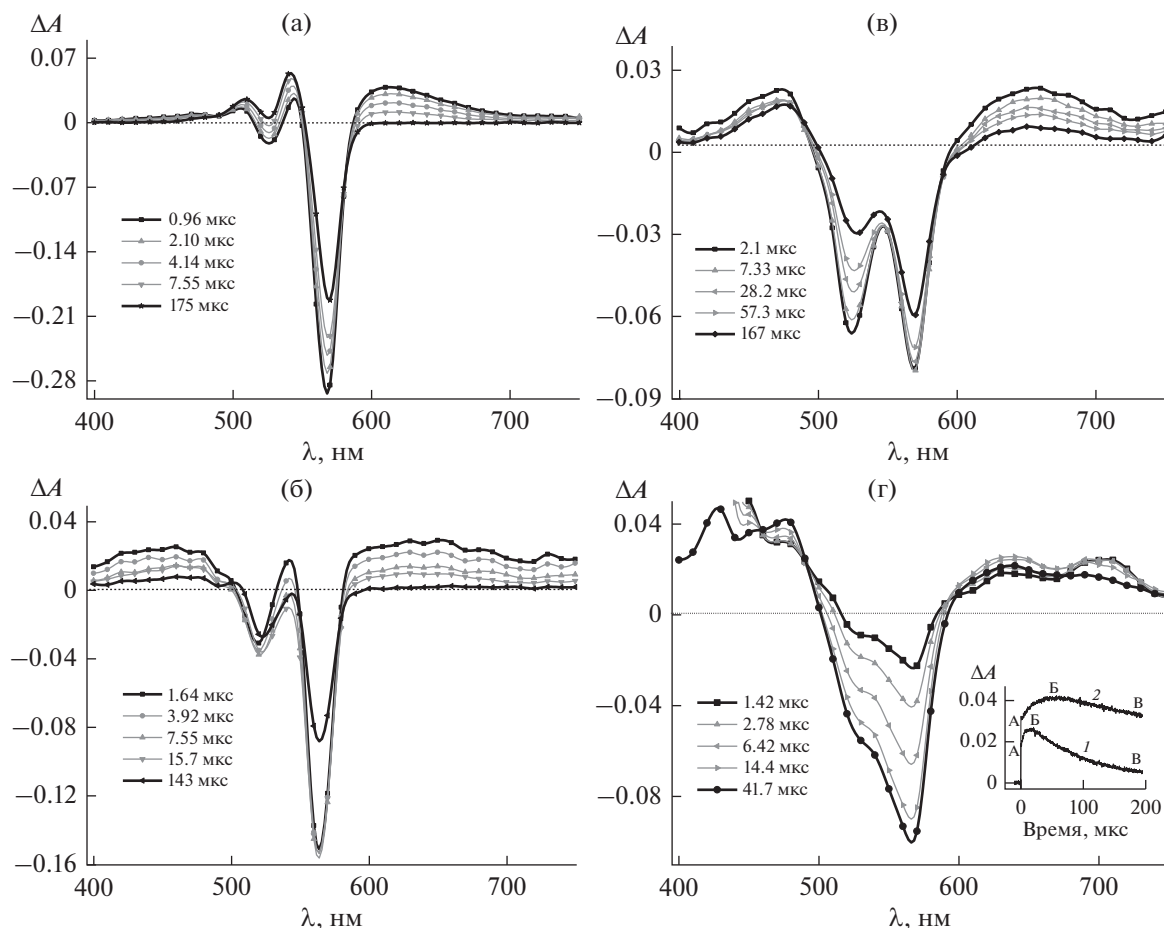 (а)
ΔA
0.07
0
−0.07
−0.14
−0.21
−0.28
0.96 мкс
2.10 мкс
4.14 мкс
7.55 мкс
175 мкс
400 500 600 700
λ, нм
(в)
ΔA
0.03
0
−0.03
−0.06
−0.09
2.1 мкс
7.33 мкс
28.2 мкс
57.3 мкс
167 мкс
400 500 600 700
λ, нм
(б)
ΔA
0.04
0
−0.04
−0.08
−0.12
−0.16
1.64 мкс
3.92 мкс
7.55 мкс
15.7 мкс
143 мкс
400 500 600 700
λ, нм
(г)
ΔA
0.04
0
−0.04
−0.08
1.42 мкс
2.78 мкс
6.42 мкс
14.4 мкс
41.7 мкс
400 500 600 700
λ, нм
ΔA
0.04
0.02
0
А Б 2 В
А Б 1 В
0 100 200
Время, мкс